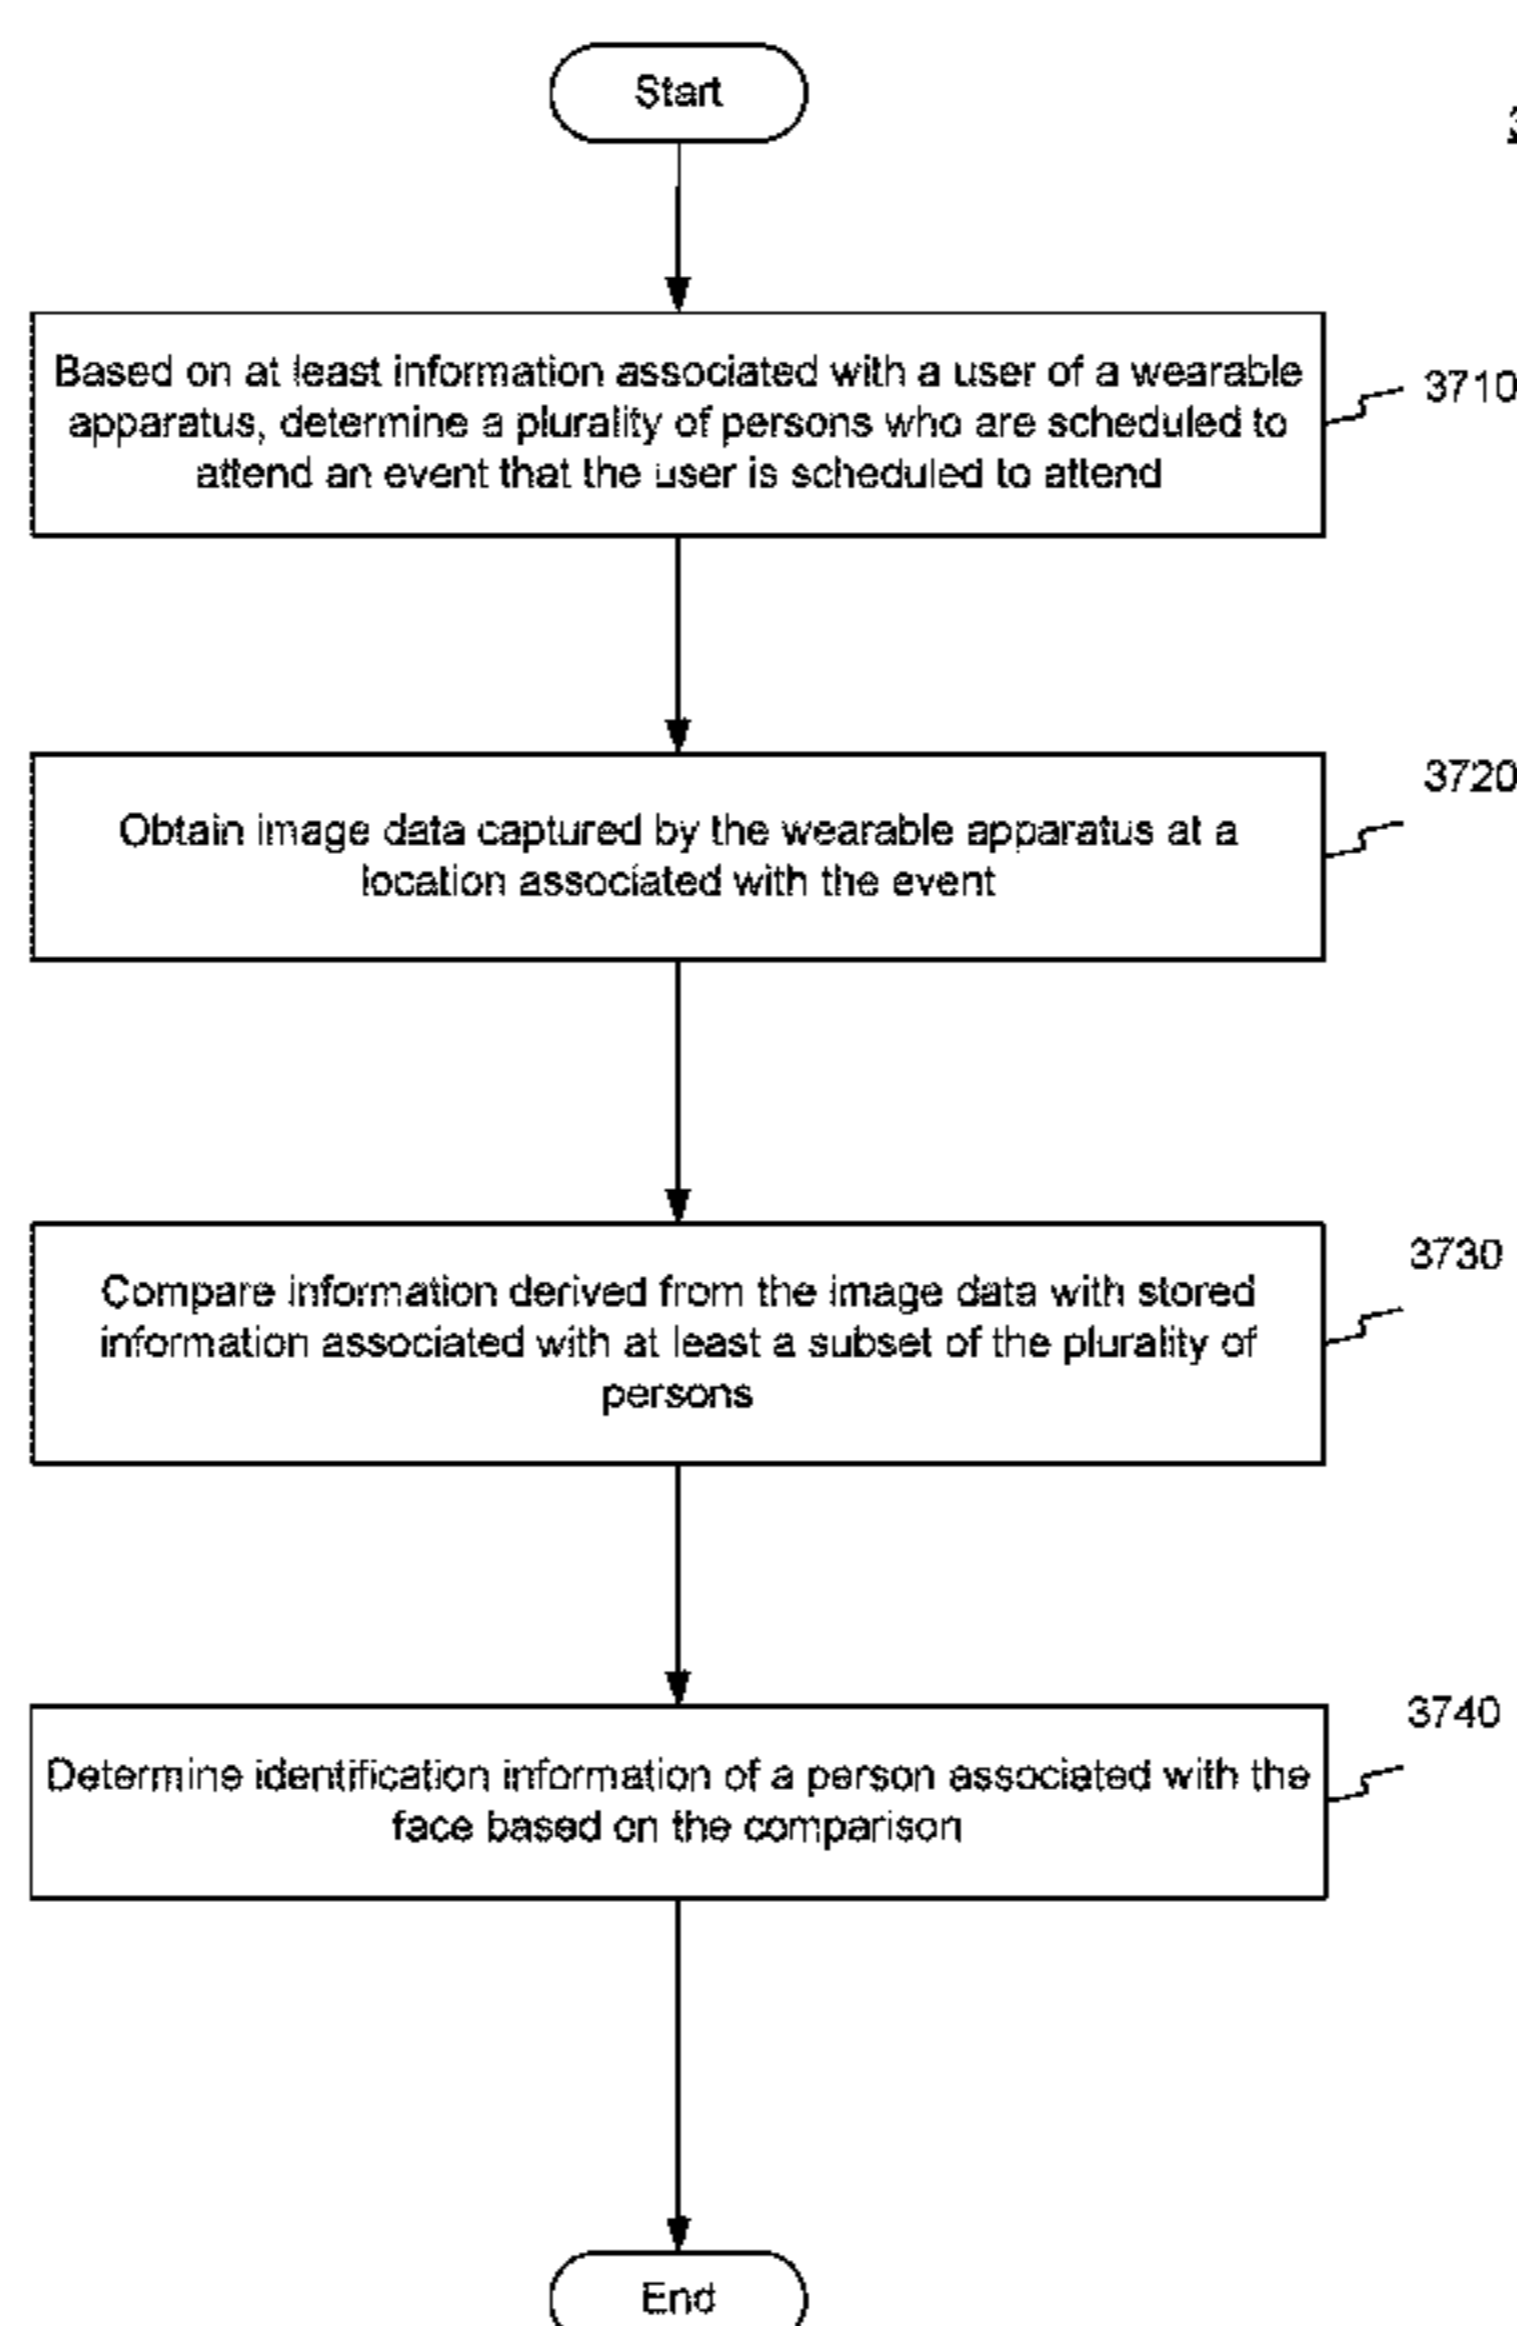 Start
Based on at least information associated with a user of a wearable
apparatus, determine a plurality of persons who are scheduled to
attend an event that the user is scheduled to attend
3710
Obtain image data captured by the wearable apparatus at a
location associated with the event
3720
Compare information derived from the image data with stored
information associated with at least a subset of the plurality of
persons
3730
Determine identification information of a person associated with the
face based on the comparison
3740
End